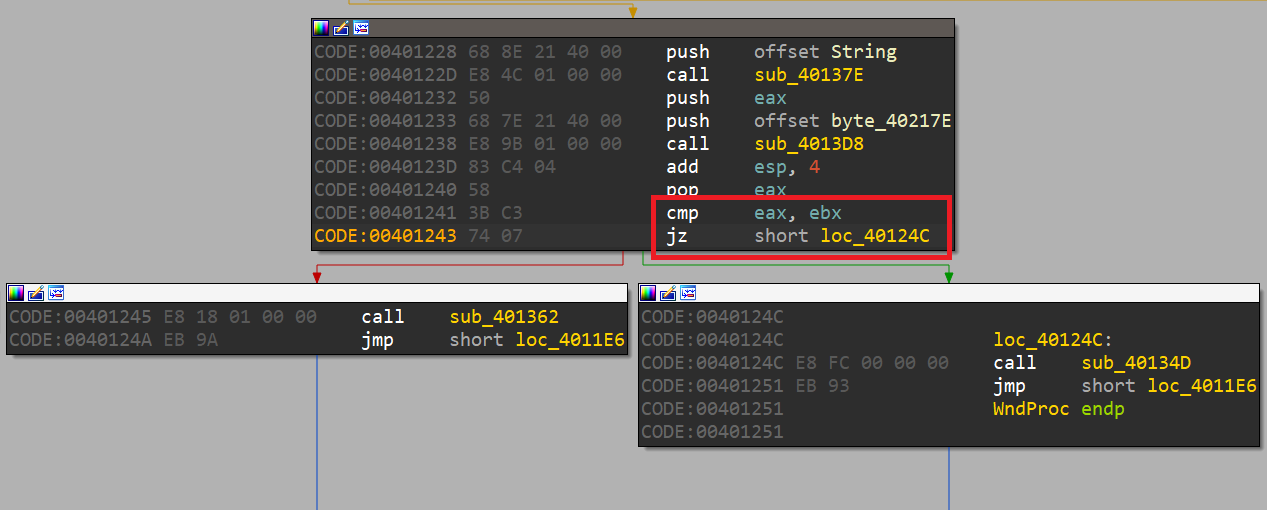 CODE:00401228 68 8E 21 40 00 push offset String
CODE:0040122D E8 4C 01 00 00 call sub_40137E
CODE:00401232 50 push eax
CODE:00401233 68 7E 21 40 00 push offset byte_40217E
CODE:00401238 E8 9B 01 00 00 call sub_4013D8
CODE:0040123D 83 C4 04 add esp, 4
CODE:00401240 58 pop eax
CODE:00401241 3B C3 cmp eax, ebx
CODE:00401243 74 07 jz short loc_40124C
CODE:00401245 E8 18 01 00 00 call sub_401362
CODE:0040124A EB 9A jmp short loc_4011E6
CODE:0040124C
CODE:0040124C loc_40124C:
CODE:0040124C E8 FC 00 00 00 call sub_40134D
CODE:00401251 EB 93 jmp short loc_4011E6
CODE:00401251 WndProc endp
CODE:00401251